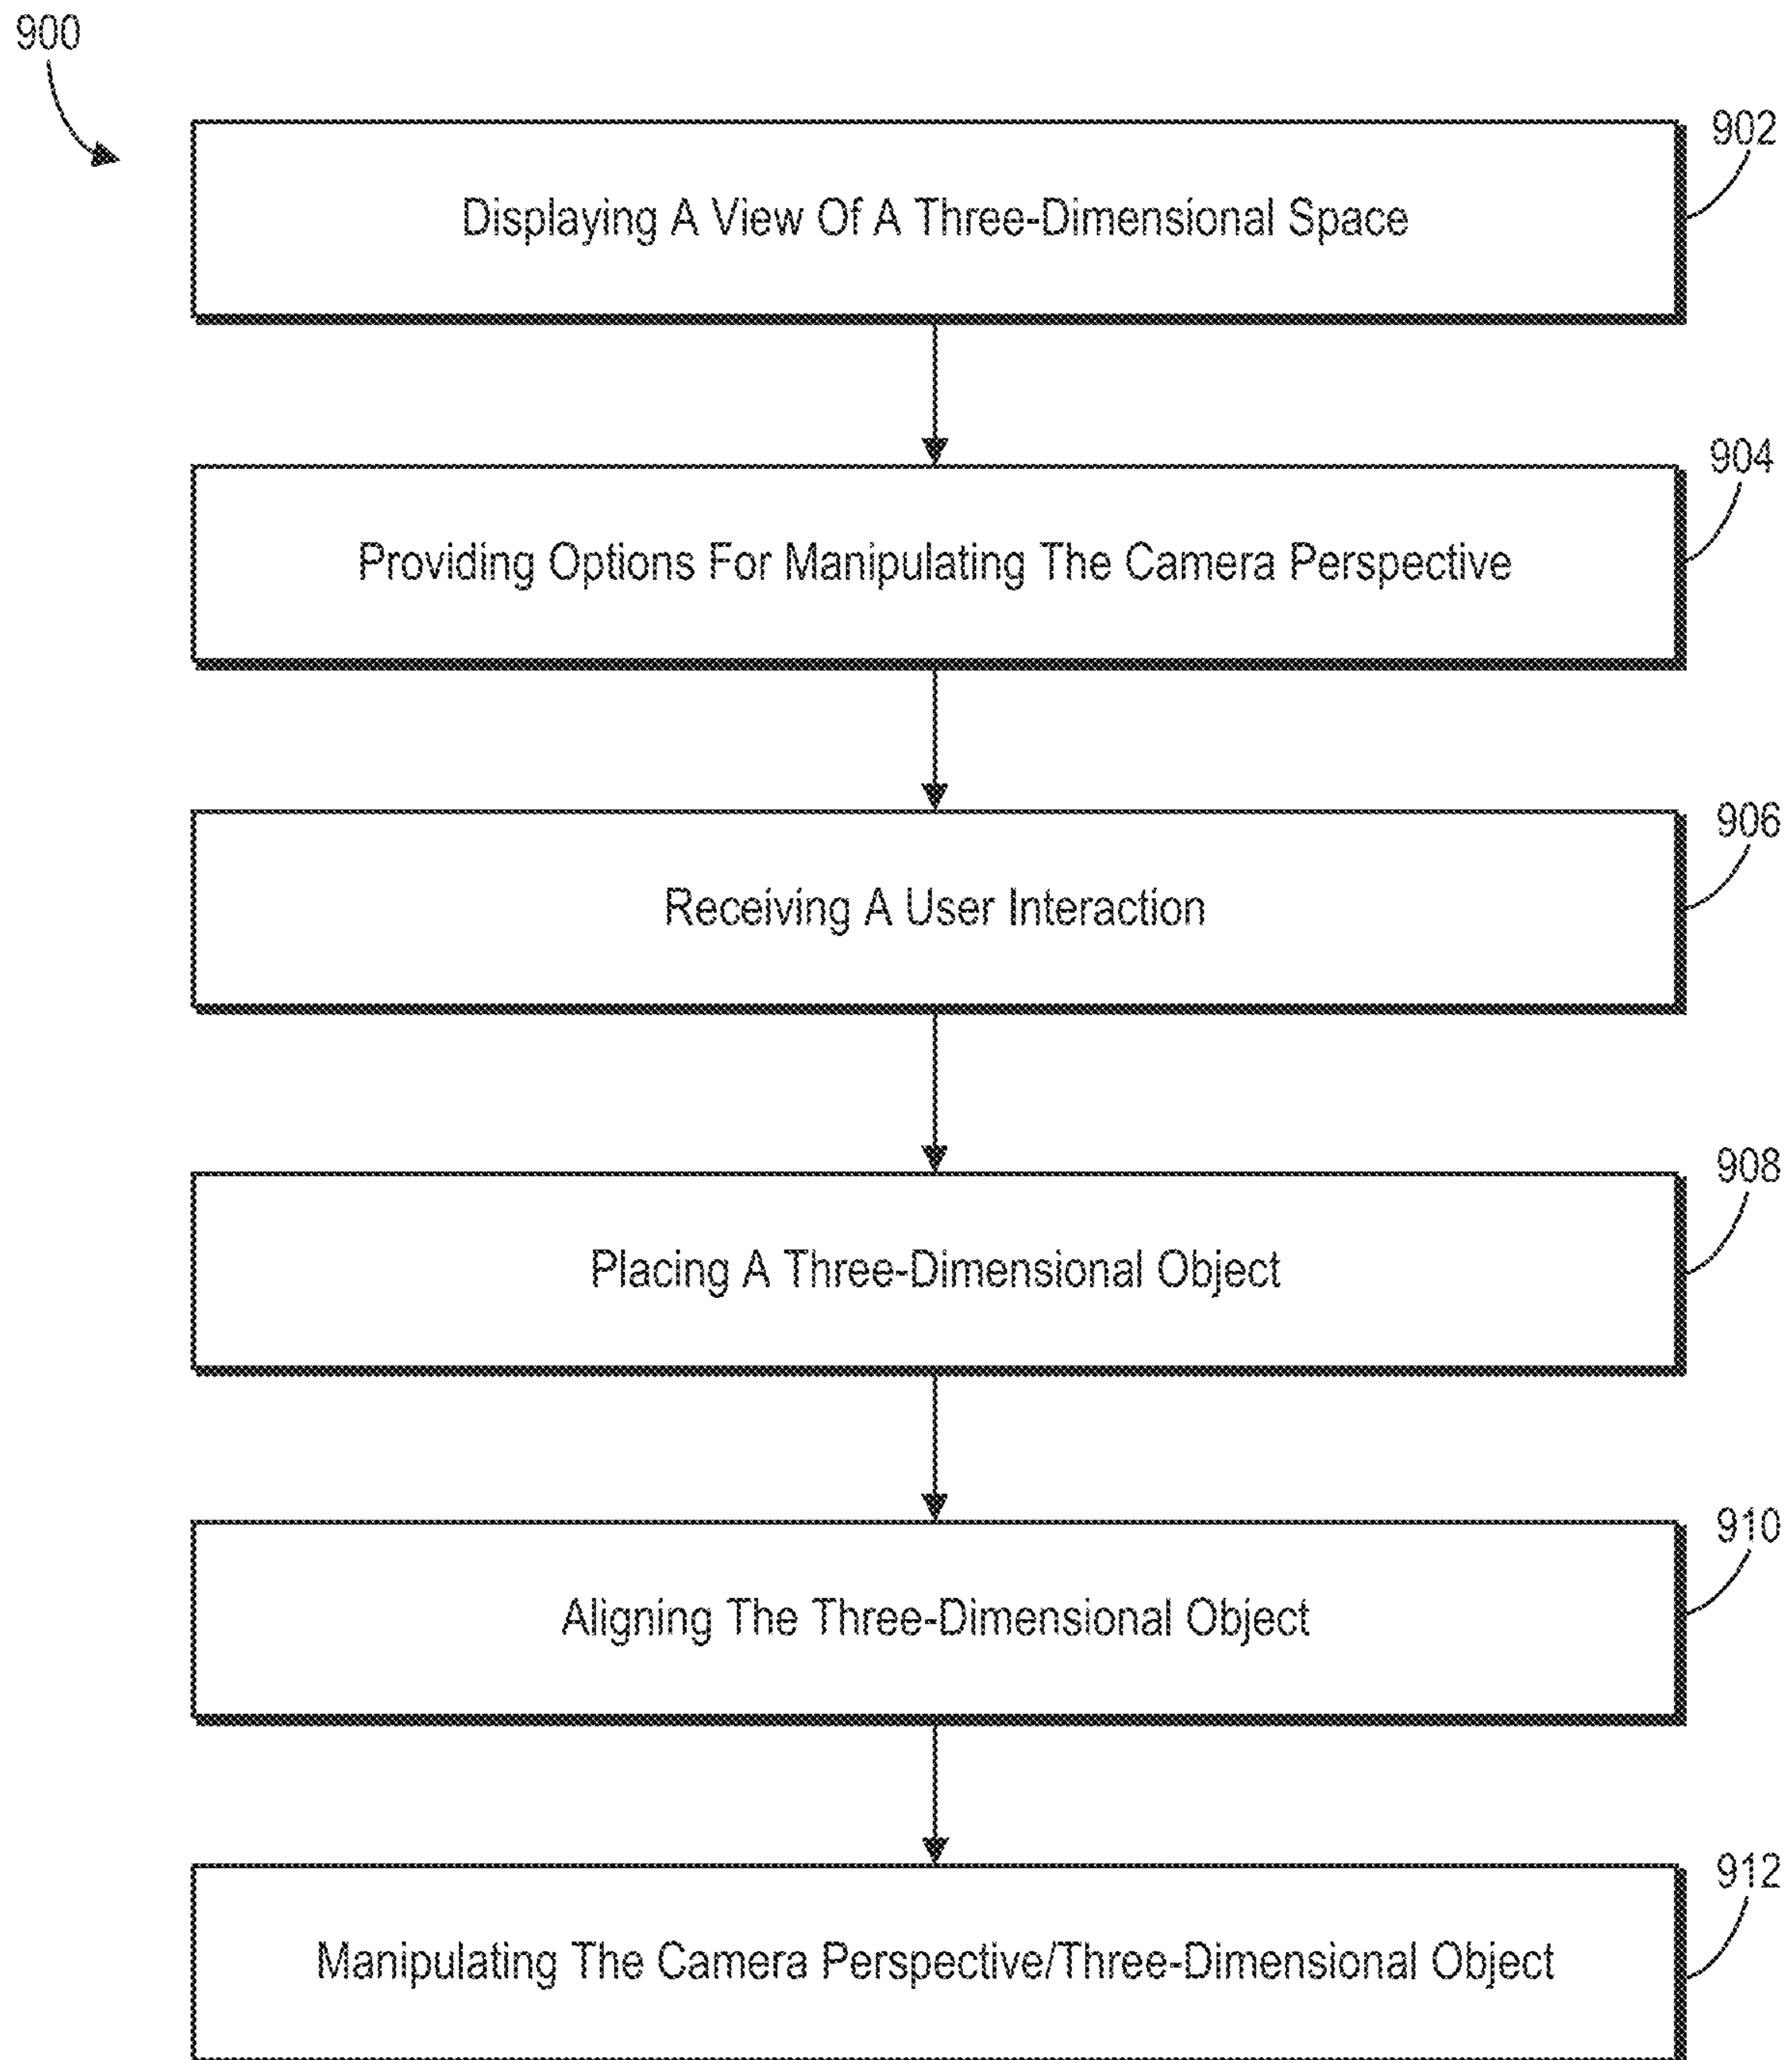 900
902
Displaying A View Of A Three-Dimensional Space
904
Providing Options For Manipulating The Camera Perspective
906
Receiving A User Interaction
908
Placing A Three-Dimensional Object
910
Aligning The Three-Dimensional Object
912
Manipulating The Camera Perspective/Three-Dimensional Object